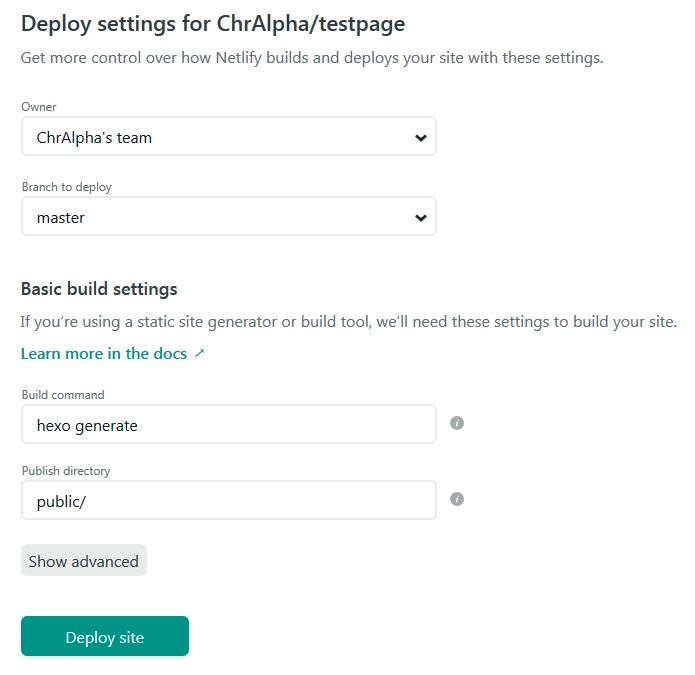 Deploy settings for ChrAlpha/testpage
Get more control over how Netlify builds and deploys your site with these settings.
Owner
ChrAlpha's team
Branch to deploy
master
Basic build settings
If you’re using a static site generator or build tool, we’ll need these settings to build your site.
Learn more in the docs ↗
Build command
hexo generate
Publish directory
public/
Show advanced
Deploy site